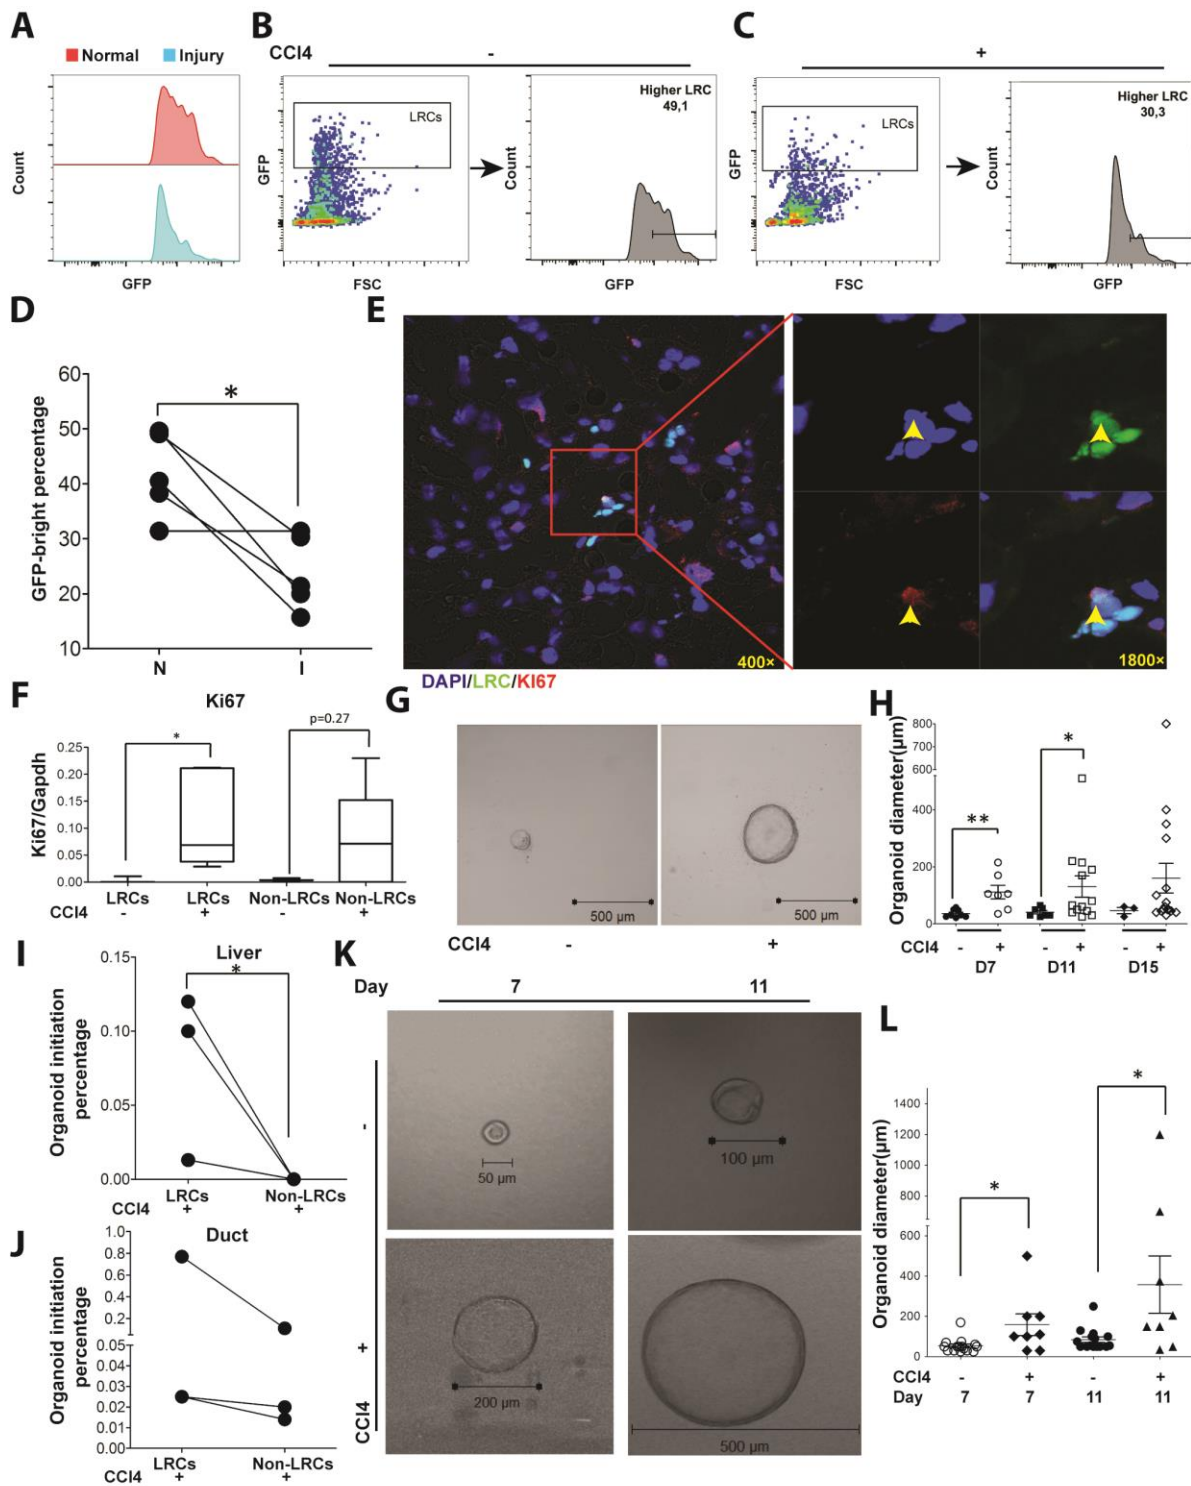 A
Normal Injury
Count
GFP
B
CCl4 -
GFP
LRCs
FSC
Count
Higher LRC
49,1
GFP
C
+
GFP
LRCs
FSC
Count
Higher LRC
30,3
GFP
D
GFP-bright percentage
60
50
40
30
20
10
*
N I
E
400×
1800×
DAPI/LRC/KI67
F
Ki67
Ki67/Gapdh
0.25
0.20
0.15
0.10
0.05
0.00
*
p=0.27
LRCs LRCs Non-LRCs Non-LRCs
CCl4 - + - +
G
500 µm
500 µm
CCl4 - +
H
Organoid diameter(µm)
800
700
600
400
200
0
**
*
CCl4 - + - + - +
D7 D11 D15
I
Liver
Organoid initiation
percentage
0.15
0.10
0.05
0.00
*
LRCs Non-LRCs
CCl4 + +
J
Duct
Organoid initiation
percentage
1.0
0.8
0.6
0.4
0.2
0.05
0.04
0.03
0.02
0.01
0.00
LRCs Non-LRCs
CCl4 + +
K
Day 7 11
-
+
CCl4
50 µm
100 µm
200 µm
500 µm
L
Organoid diameter(µm)
1400
1200
1000
800
600
400
200
0
*
*
CCl4 - + - +
Day 7 7 11 11